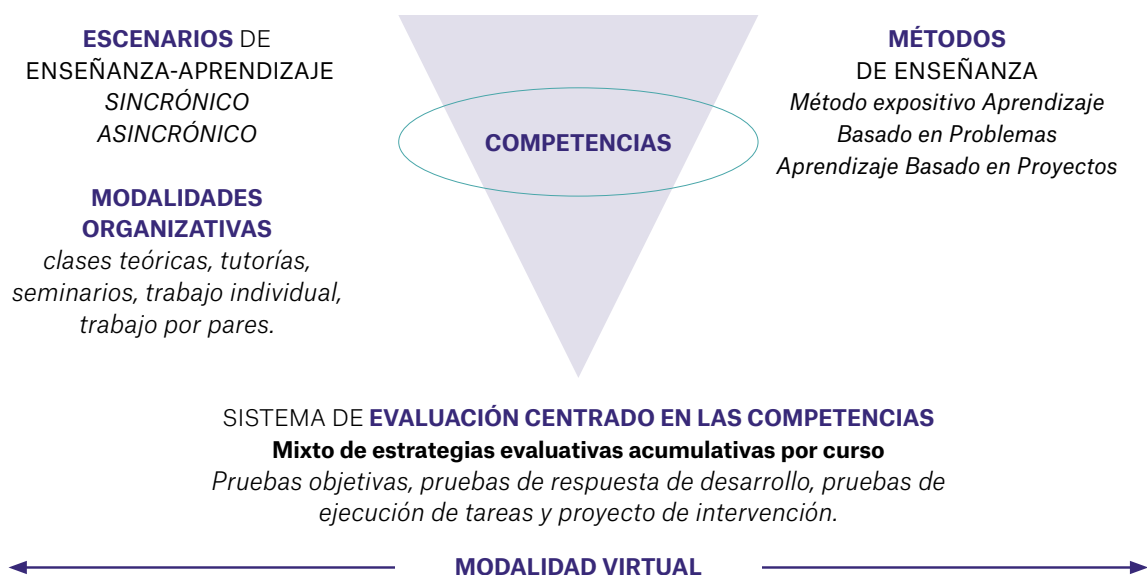 ESCENARIOS DE
ENSEÑANZA-APRENDIZAJE
SINCRÓNICO
ASINCRÓNICO
MODALIDADES
ORGANIZATIVAS
clases teóricas, tutorías,
seminarios, trabajo individual,
trabajo por pares.
COMPETENCIAS
MÉTODOS
DE ENSEÑANZA
Método expositivo Aprendizaje
Basado en Problemas
Aprendizaje Basado en Proyectos
SISTEMA DE EVALUACIÓN CENTRADO EN LAS COMPETENCIAS
Mixto de estrategias evaluativas acumulativas por curso
Pruebas objetivas, pruebas de respuesta de desarrollo, pruebas de
ejecución de tareas y proyecto de intervención.
MODALIDAD VIRTUAL